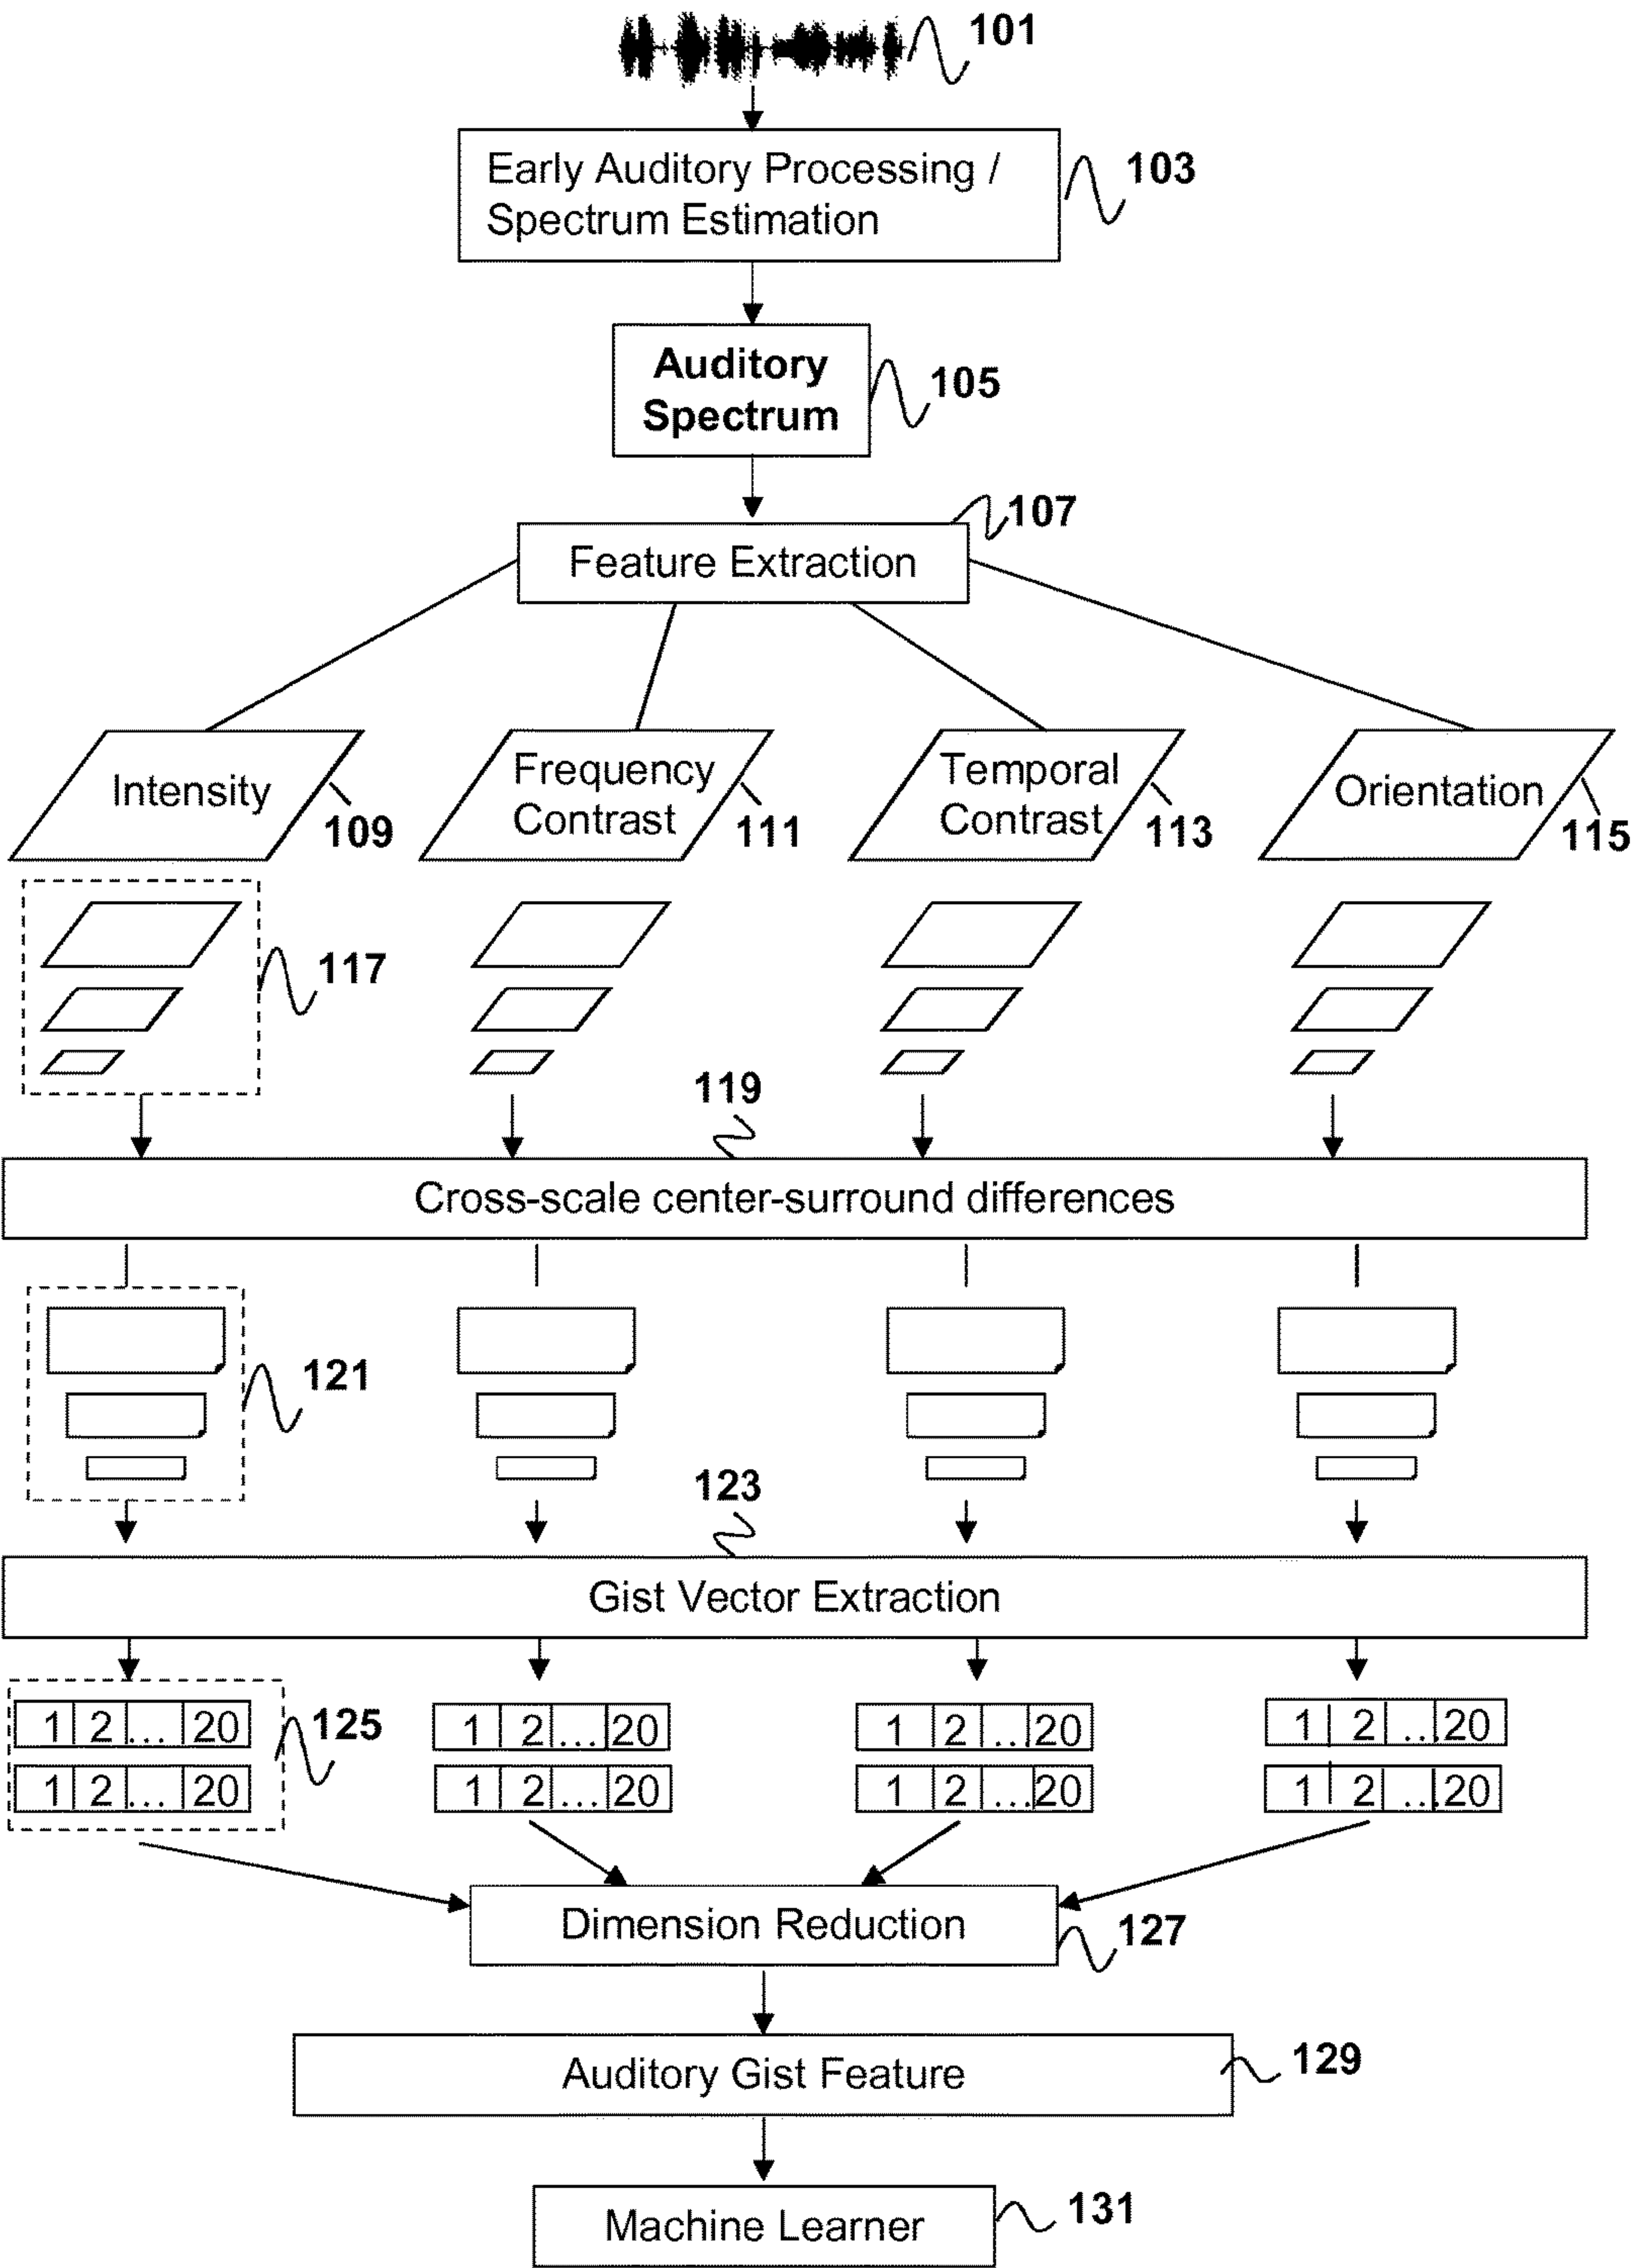 101
Early Auditory Processing /
Spectrum Estimation
103
Auditory
Spectrum
105
107
Feature Extraction
Intensity
109
Frequency
Contrast
111
Temporal
Contrast
113
Orientation
115
117
119
Cross-scale center-surround differences
121
123
Gist Vector Extraction
1 2 ... 20
1 2 ... 20
125
1 2 ... 20
1 2 ... 20
1 2 ... 20
1 2 ... 20
1 2 ... 20
1 2 ... 20
Dimension Reduction
127
Auditory Gist Feature
129
Machine Learner
131